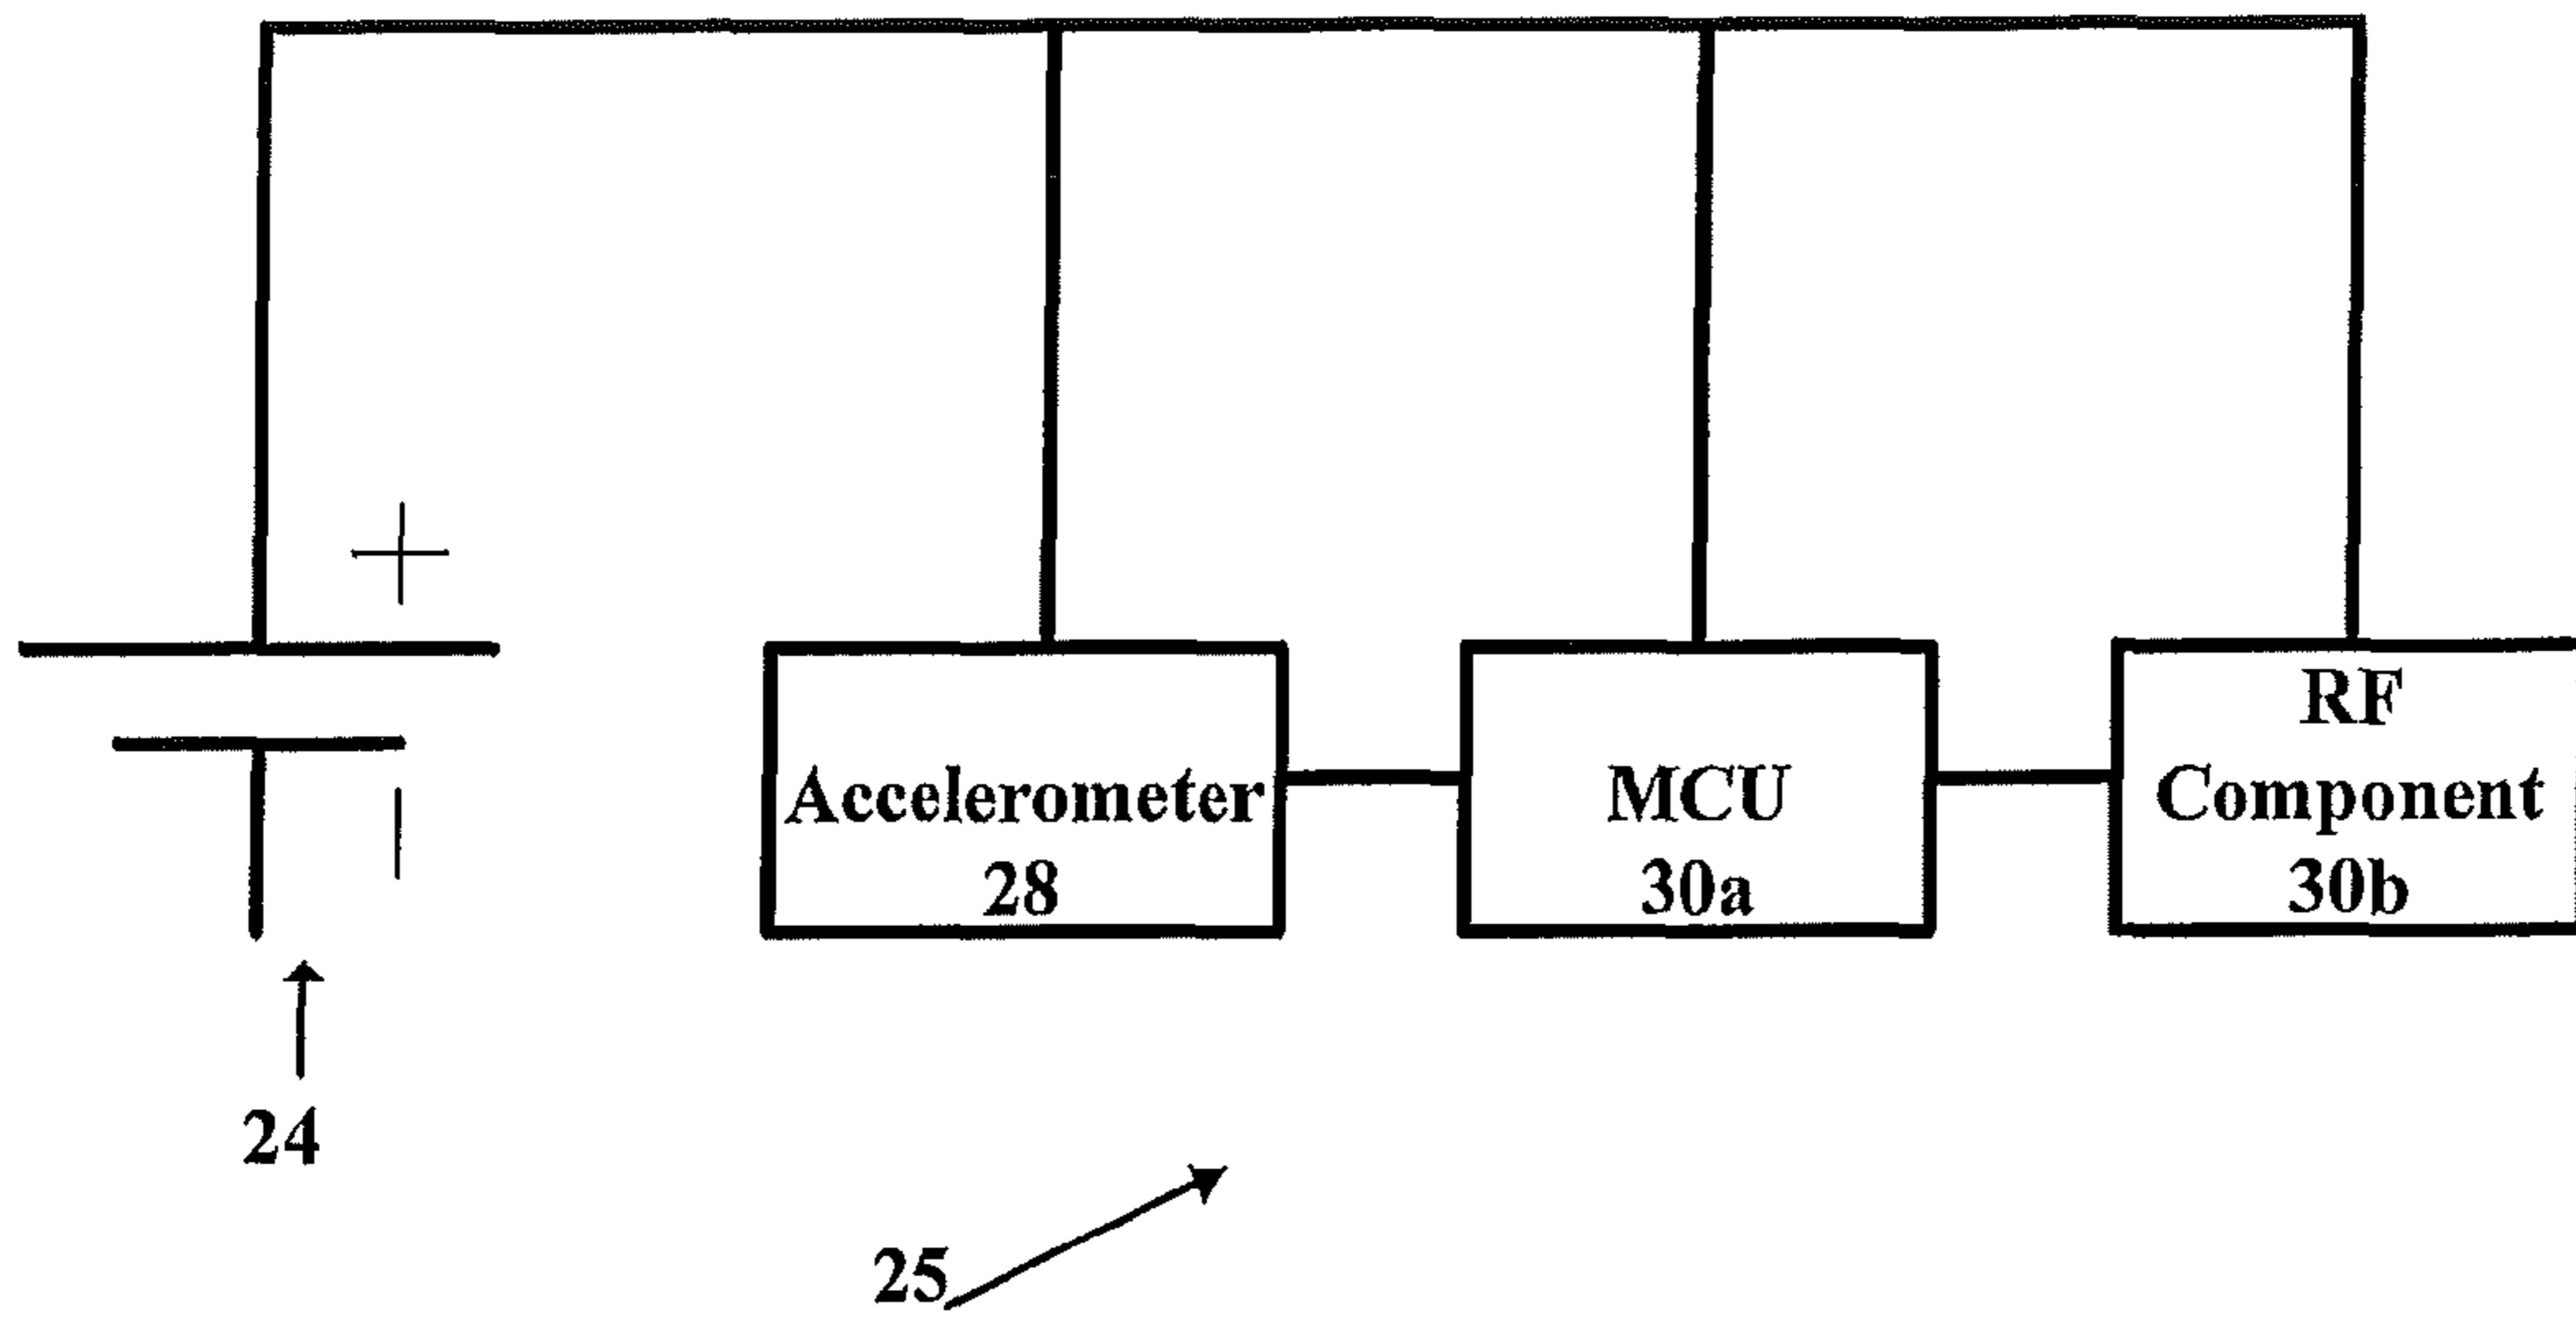 +
Accelerometer
28
MCU
30a
RF
Component
30b
24
25